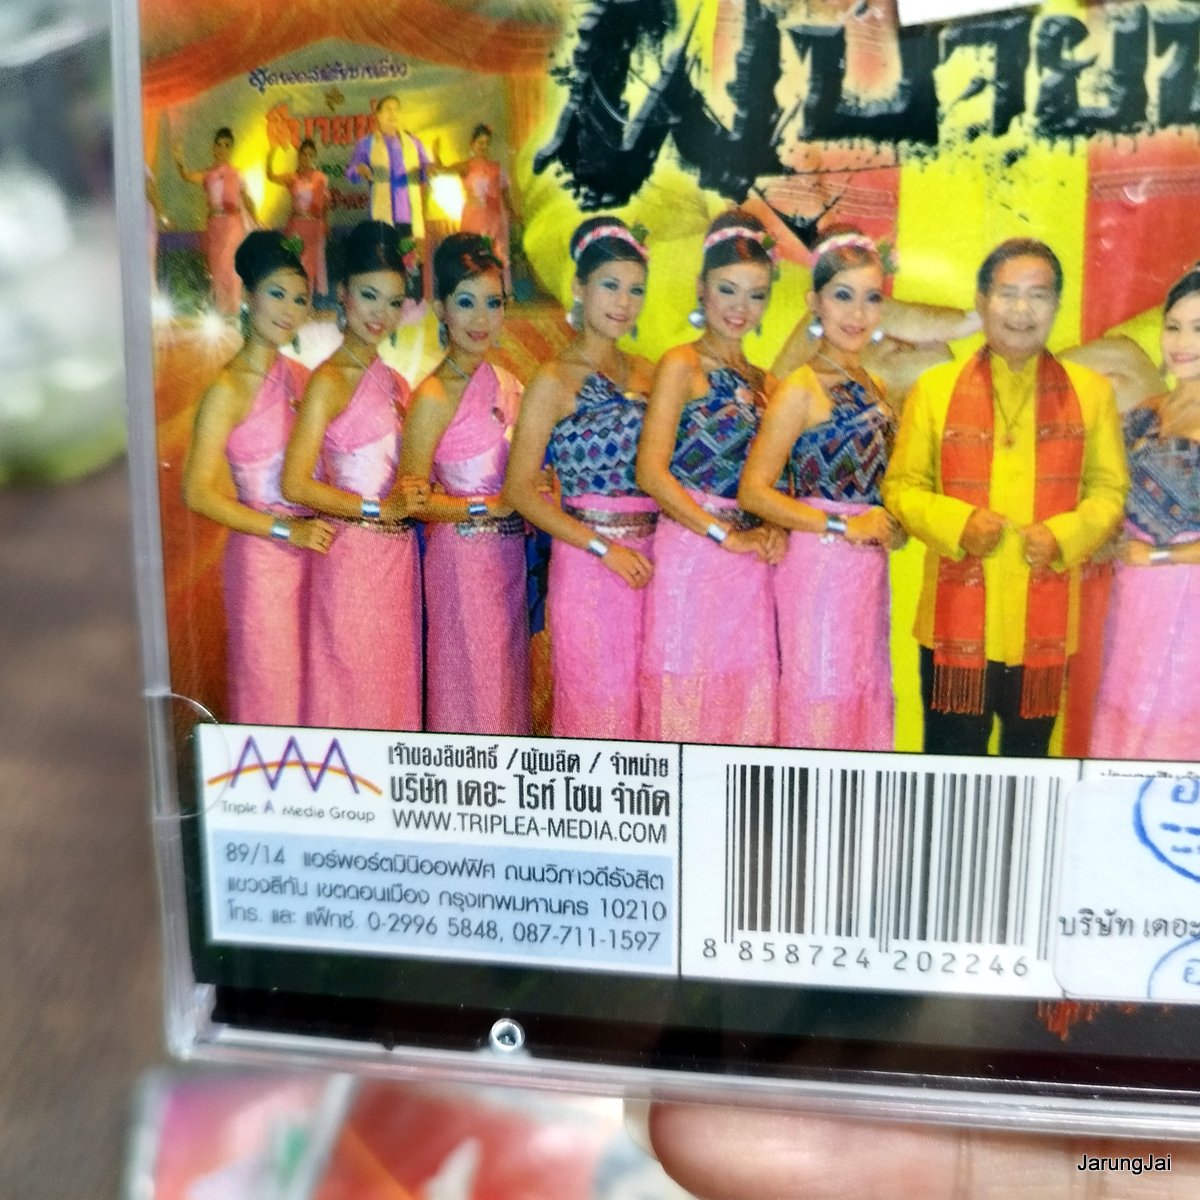 เจ้าของลิขสิทธิ์ /ผู้ผลิต / จำหน่าย
บริษัท เดอะ ไรท์ โซน จำกัด
WWW.TRIPLEA-MEDIA.COM
Triple A Media Group
89/14 แอร์พอร์ตมินิออฟฟิศ ถนนวิภาวดีรังสิต
แขวงสีกัน เขตดอนเมือง กรุงเทพมหานคร 10210
โทร. และ แฟ็กซ์. 0-2996 5848, 087-711-1597
8 858724 202246
บริษัท เดอะ
JarungJai